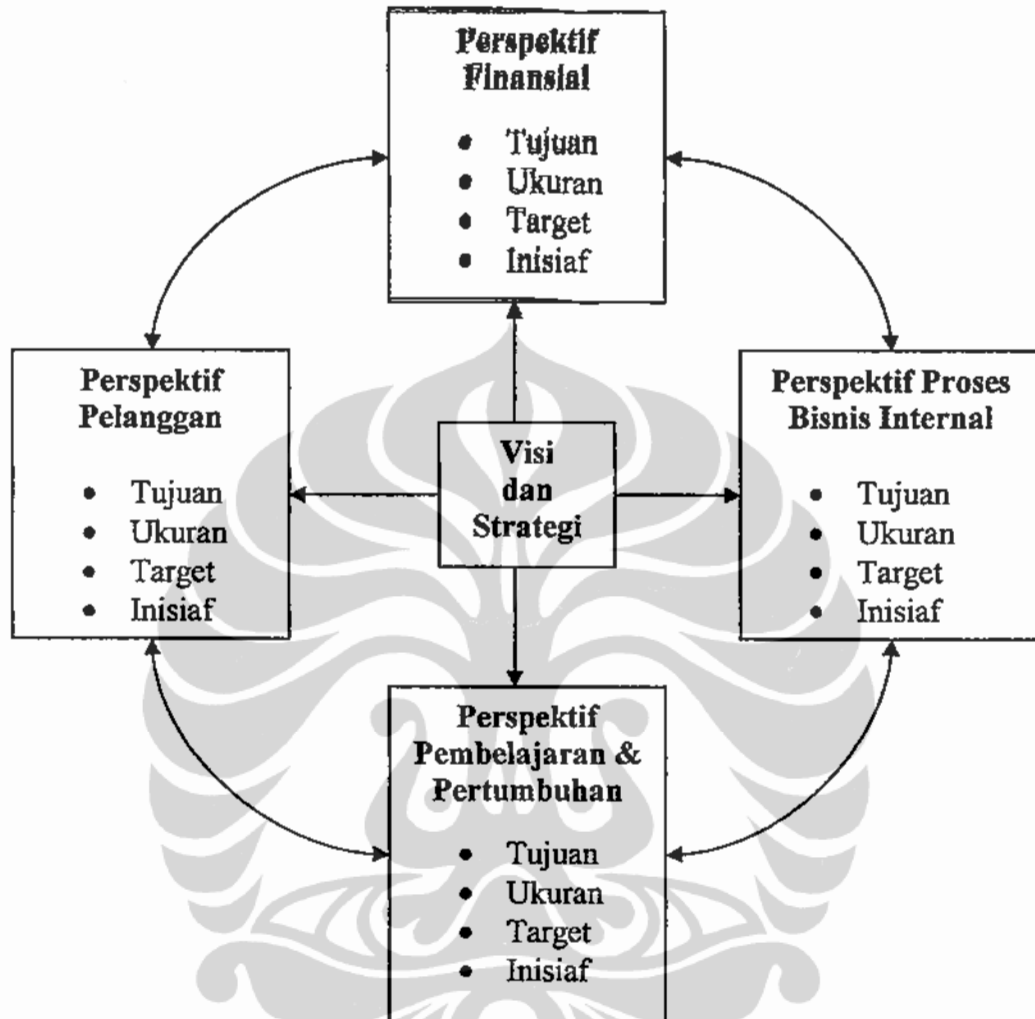 Perspektif
Finansial
• Tujuan
• Ukuran
• Target
• Inisiaf
Perspektif
Pelanggan
• Tujuan
• Ukuran
• Target
• Inisiaf
Visi
dan
Strategi
Perspektif Proses
Bisnis Internal
• Tujuan
• Ukuran
• Target
• Inisiaf
Perspektif
Pembelajaran &
Pertumbuhan
• Tujuan
• Ukuran
• Target
• Inisiaf